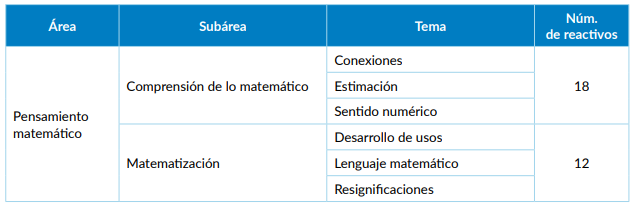 Área Subárea Tema Núm.
de reactivos
Pensamiento
matemático
Comprensión de lo matemático
Conexiones
Estimación
Sentido numérico
18
Matematización
Desarrollo de usos
Lenguaje matemático
Resignificaciones
12